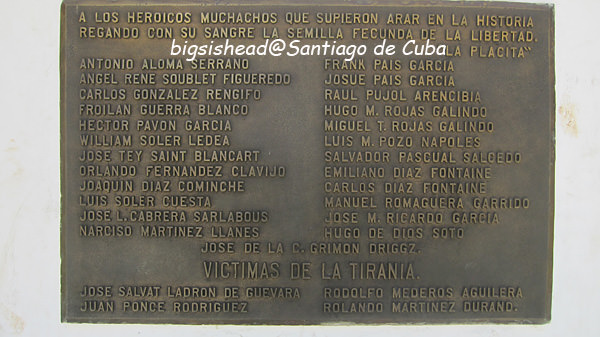 A LOS HEROICOS MUCHACHOS QUE SUPIERON ARAR EN LA HISTORIA
REGANDO CON SU SANGRE LA SEMILLA FECUNDA DE LA LIBERTAD.
bigsishead@Santiago de Cuba
LA PLACITA"
ANTONIO ALOMA SERRANO
ANGEL RENE SOUBLET FIGUEREDO
CARLOS GONZALEZ RENGIFO
FROILAN GUERRA BLANCO
HECTOR PAVON GARCIA
WILLIAM SOLER LEDEA
JOSE TEY SAINT BLANCART
ORLANDO FERNANDEZ CLAVIJO
JOAQUIN DIAZ COMINCHE
LUIS SOLER CUESTA
JOSE L. CABRERA SARLABOUS
NARCISO MARTINEZ LLANES
FRANK PAIS GARCIA
JOSUE PAIS GARCIA
RAUL PUJOL ARENCIBIA
HUGO M. ROJAS GALINDO
MIGUEL T. ROJAS GALINDO
LUIS M. POZO NAPOLES
SALVADOR PASCUAL SALCEDO
EMILIANO DIAZ FONTAINE
CARLOS DIAZ FONTAINE
MANUEL ROMAGUERA GARRIDO
JOSE M. RICARDO GARCIA
HUGO DE DIOS SOTO
JOSE DE LA C. GRIMON DRIGGZ.
VICTIMAS DE LA TIRANIA.
JOSE SALVAT LADRON DE GUEVARA
JUAN PONCE RODRIGUEZ
RODOLFO MEDEROS AGUILERA
ROLANDO MARTINEZ DURAND.